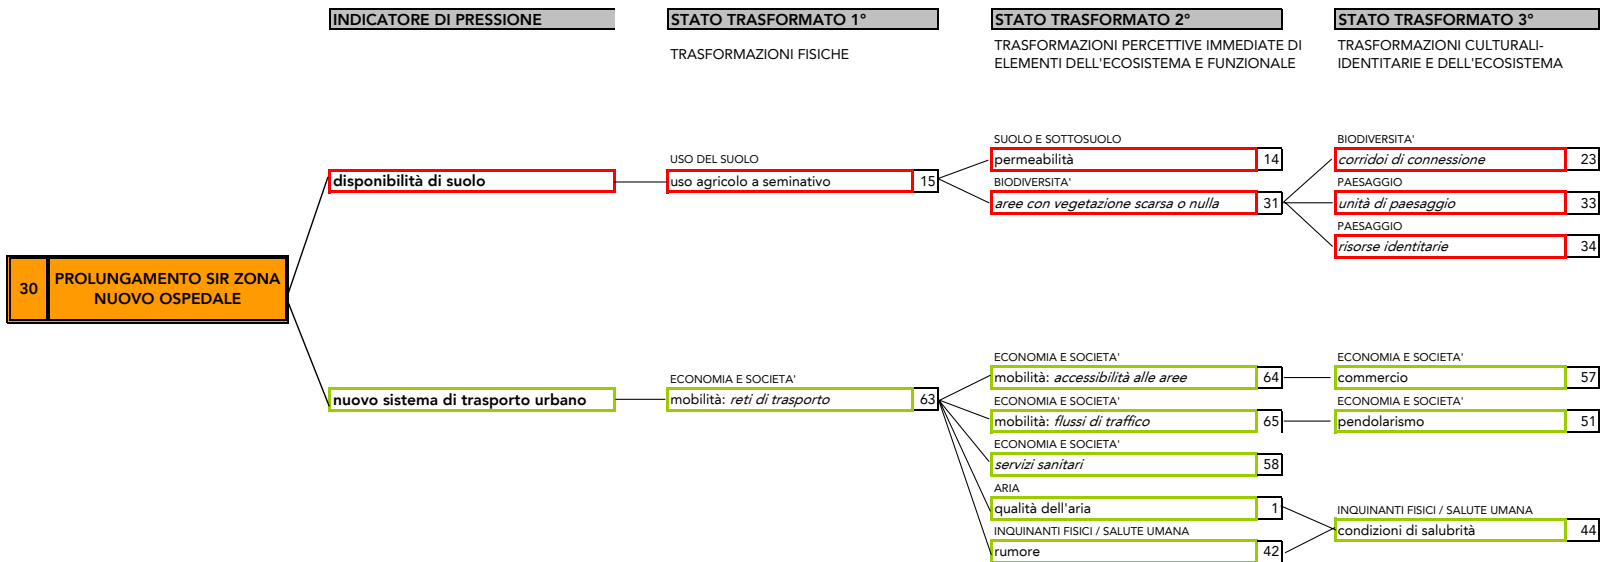 INDICATORE DI PRESSIONE
STATO TRASFORMATO 1°
STATO TRASFORMATO 2°
STATO TRASFORMATO 3°
TRASFORMAZIONI FISICHE
TRASFORMAZIONI PERCETTIVE IMMEDIATE DI
ELEMENTI DELL'ECOSISTEMA E FUNZIONALE
TRASFORMAZIONI CULTURALI-
IDENTITARIE E DELL'ECOSISTEMA
SUOLO E SOTTOSUOLO
BIODIVERSITA'
permeabilità 14
corridoi di connessione 23
USO DEL SUOLO
BIODIVERSITA'
PAESAGGIO
disponibilità di suolo
uso agricolo a seminativo 15
aree con vegetazione scarsa o nulla 31
unità di paesaggio 33
PAESAGGIO
risorse identitarie 34
30
PROLUNGAMENTO SIR ZONA
NUOVO OSPEDALE
ECONOMIA E SOCIETA'
ECONOMIA E SOCIETA'
mobilità: accessibilità alle aree 64
commercio 57
ECONOMIA E SOCIETA'
ECONOMIA E SOCIETA'
ECONOMIA E SOCIETA'
nuovo sistema di trasporto urbano
mobilità: reti di trasporto 63
mobilità: flussi di traffico 65
pendolarismo 51
ECONOMIA E SOCIETA'
servizi sanitari 58
ARIA
qualità dell'aria 1
INQUINANTI FISICI / SALUTE UMANA
condizioni di salubrità 44
INQUINANTI FISICI / SALUTE UMANA
rumore 42